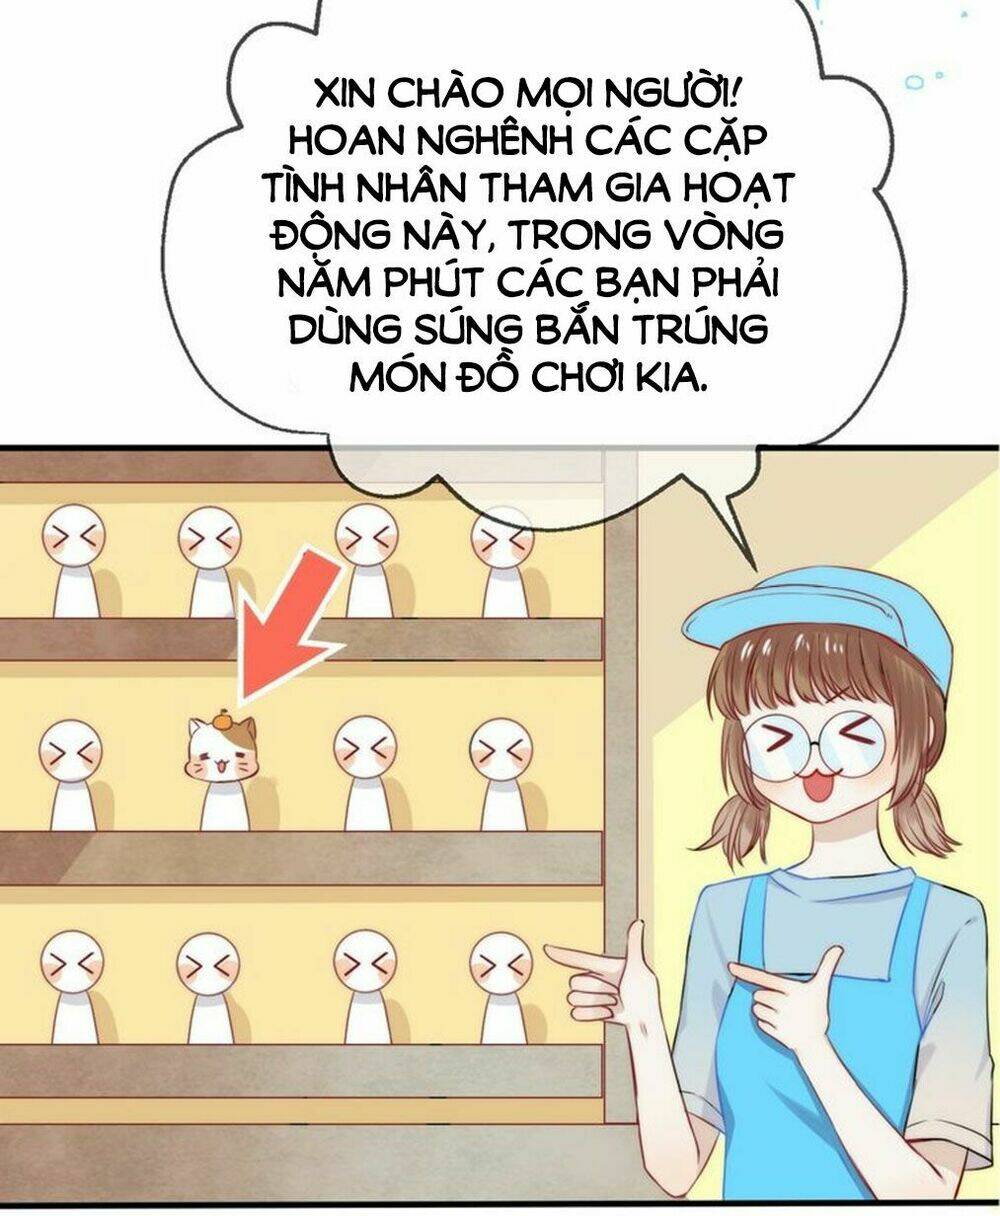 XIN CHÀO MỌI NGƯỜI!
HOAN NGHÊNH CÁC CẶP
TÌNH NHÂN THAM GIA HOẠT
ĐỘNG NÀY, TRONG VÒNG
NĂM PHÚT CÁC BẠN PHẢI
DÙNG SÚNG BẮN TRÚNG
MÓN ĐỒ CHƠI KIA.